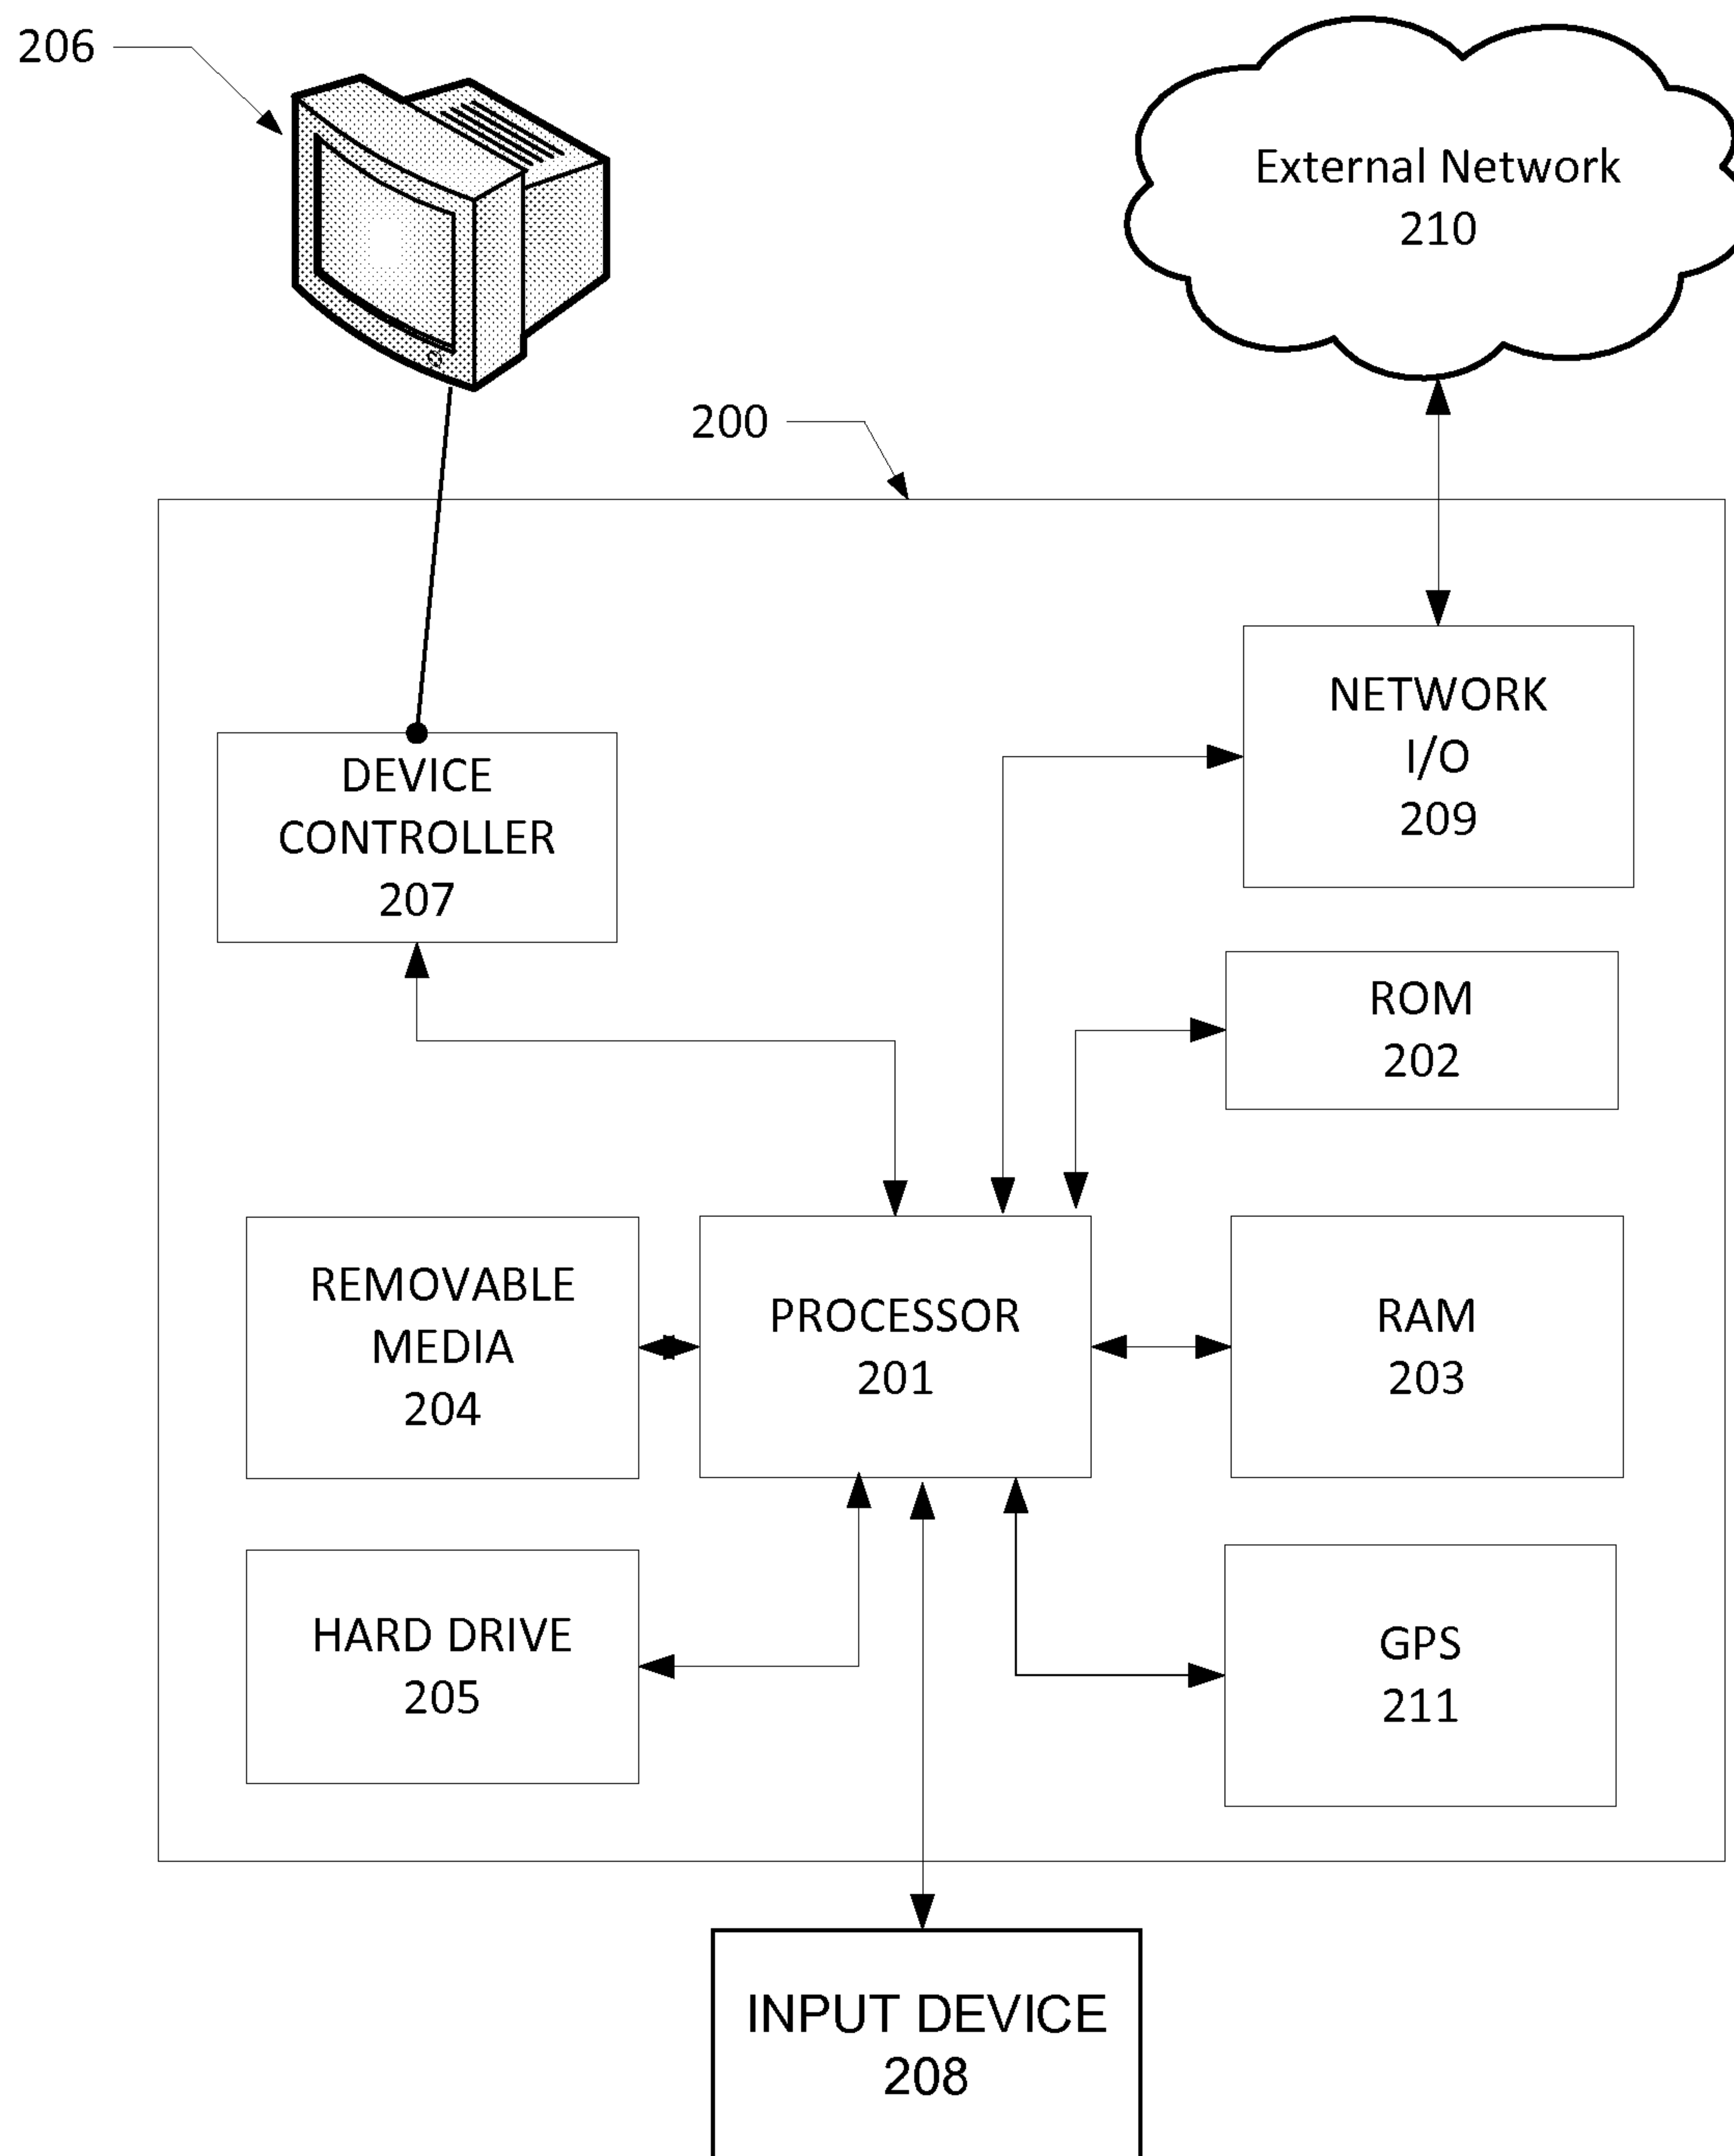 206
External Network
210
200
NETWORK
I/O
209
DEVICE
CONTROLLER
207
ROM
202
REMOVABLE
MEDIA
204
PROCESSOR
201
RAM
203
HARD DRIVE
205
GPS
211
INPUT DEVICE
208